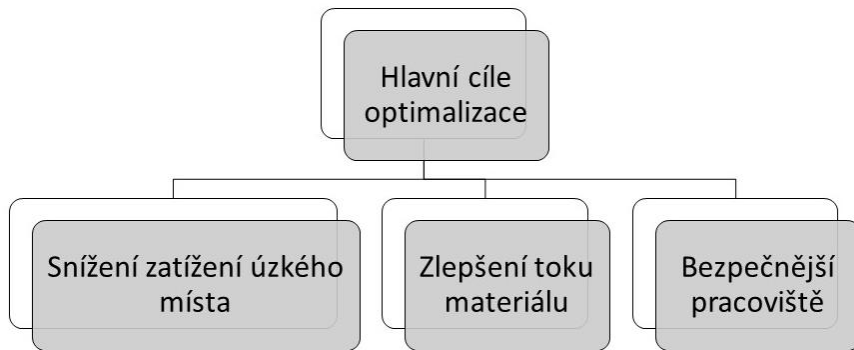 Hlavní cíle
optimalizace
Snížení zatížení úzkého
místa
Zlepšení toku
materiálu
Bezpečnější
pracoviště